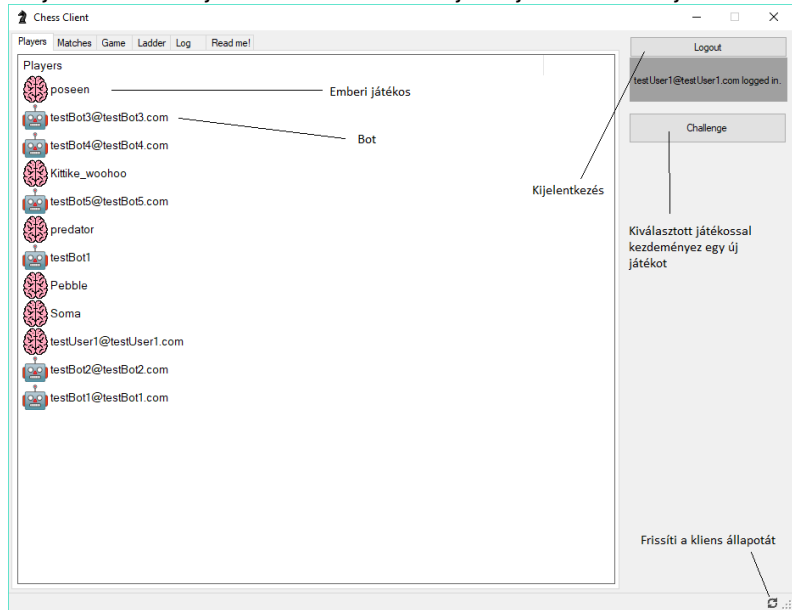 Chess Client
Players Matches Game Ladder Log Read me!
Logout
testUser1@testUser1.com logged in.
Challenge
Players
poseen
Emberi játékos
testBot3@testBot3.com
Bot
testBot4@testBot4.com
Kittike_woohoo
Kijelentkezés
testBot5@testBot5.com
predator
Kiválasztott játékossal
kezdeményez egy új
játékot
testBot1
Pebble
Soma
testUser1@testUser1.com
testBot2@testBot2.com
testBot1@testBot1.com
Frissíti a kliens állapotát